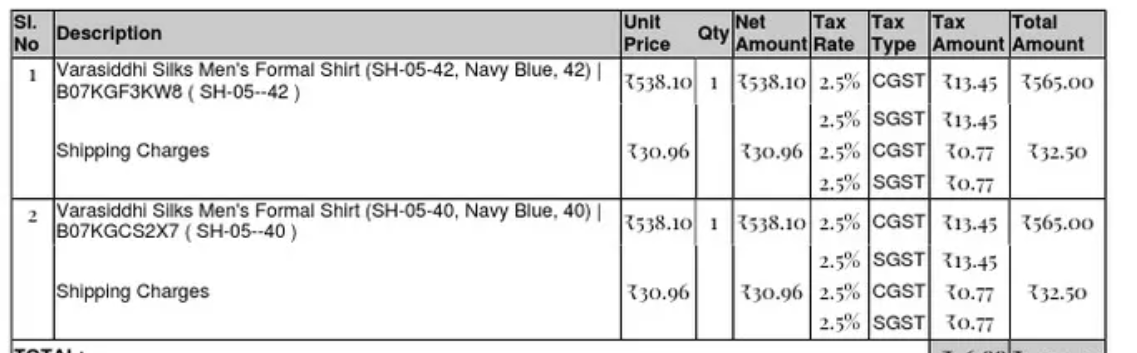 Sl. No Description Unit Price Qty Net Amount Tax Rate Tax Type Tax Amount Total Amount
1 Varasiddhi Silks Men's Formal Shirt (SH-05-42, Navy Blue, 42) | ₹538.10 1 ₹538.10 2.5% CGST ₹13.45 ₹565.00
B07KGF3KW8 ( SH-05--42 )
2.5% SGST ₹13.45
Shipping Charges ₹30.96 ₹30.96 2.5% CGST ₹0.77 ₹32.50
2.5% SGST ₹0.77
2 Varasiddhi Silks Men's Formal Shirt (SH-05-40, Navy Blue, 40) | ₹538.10 1 ₹538.10 2.5% CGST ₹13.45 ₹565.00
B07KGCS2X7 ( SH-05--40 )
2.5% SGST ₹13.45
Shipping Charges ₹30.96 ₹30.96 2.5% CGST ₹0.77 ₹32.50
2.5% SGST ₹0.77
TOTAL: